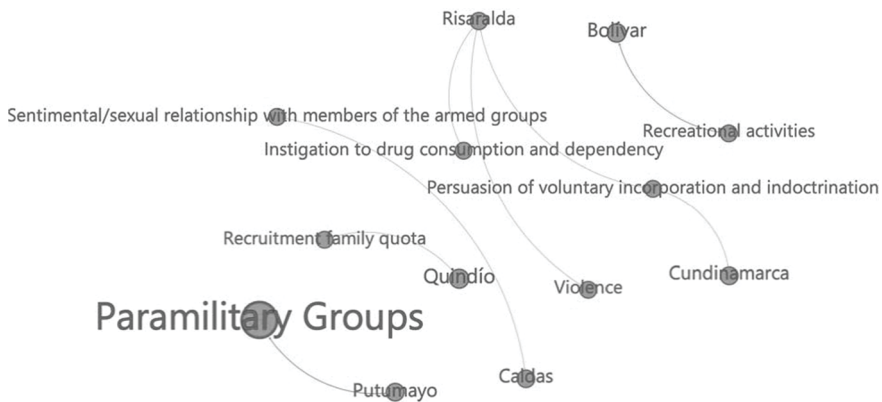 Risaralda
Bolívar
Sentimental/sexual relationship with members of the armed groups
Recreational activities
Instigation to drug consumption and dependency
Persuasion of voluntary incorporation and indoctrination
Recruitment family quota
Quindío
Cundinamarca
Violence
Paramilitary Groups
Caldas
Putumayo